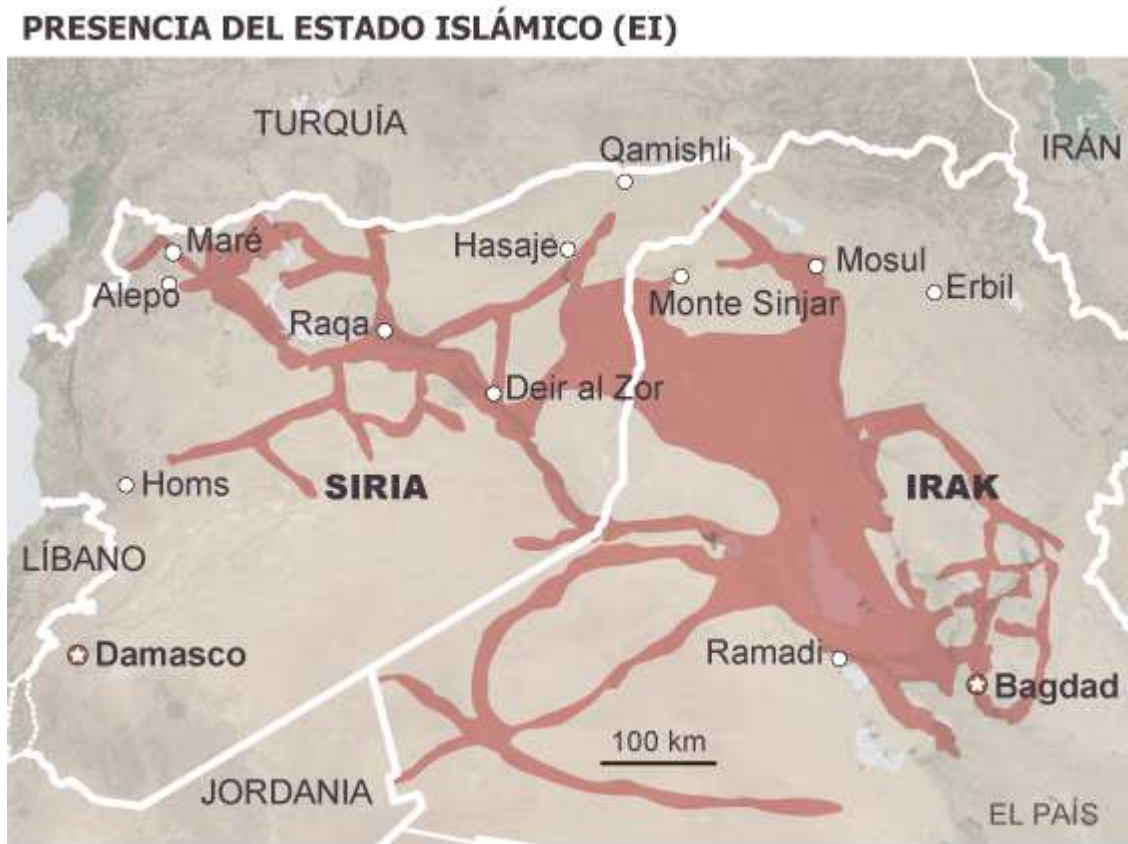 PRESENCIA DEL ESTADO ISLÁMICO (EI)
TURQUÍA
IRÁN
Qamishli
Maré
Hasaje
Mosul
Alepo
Monte Sinjar
Erbil
Raqa
Deir al Zor
Homs
SIRIA
IRAK
LÍBANO
Damasco
Ramadi
Bagdad
100 km
JORDANIA
EL PAÍS